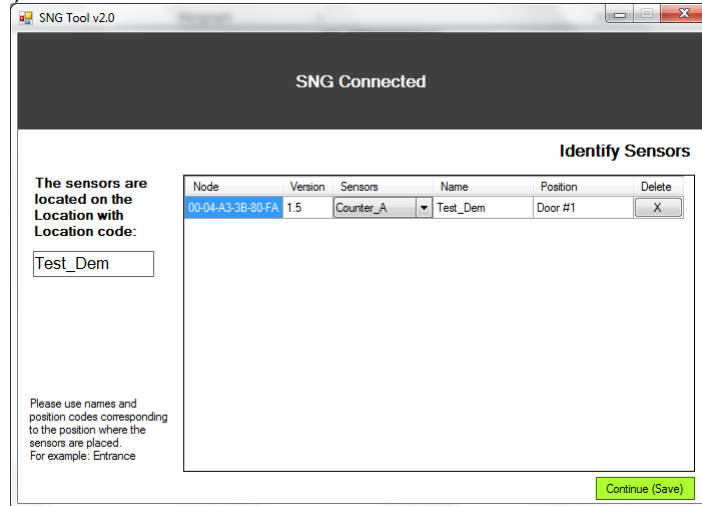 SNG Tool v2.0
SNG Connected
Identify Sensors
The sensors are
located on the
Location with
Location code:
Test_Dem
Node Version Sensors Name Position Delete
00-04-A3-3B-80-FA 1.5 Counter_A Test_Dem Door #1 X
Please use names and
position codes corresponding
to the position where the
sensors are placed.
For example: Entrance
Continue (Save)